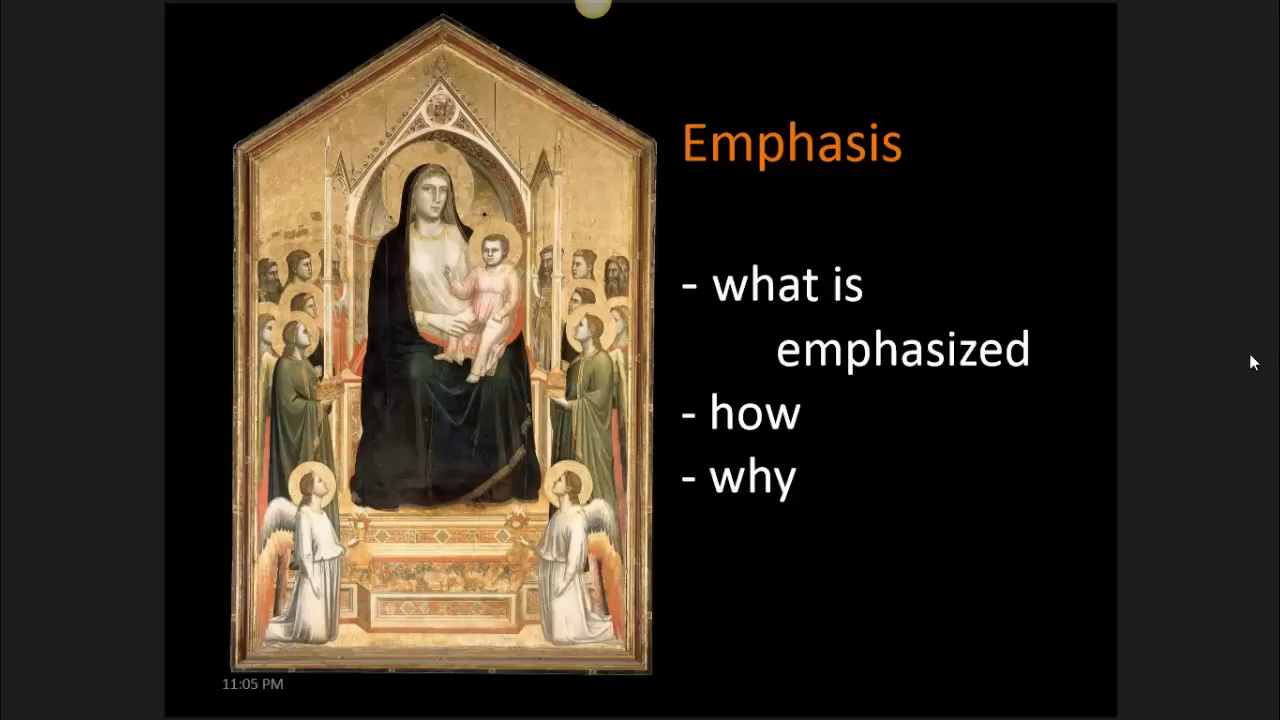 Emphasis
- what is
emphasized
- how
- why
11:05 PM